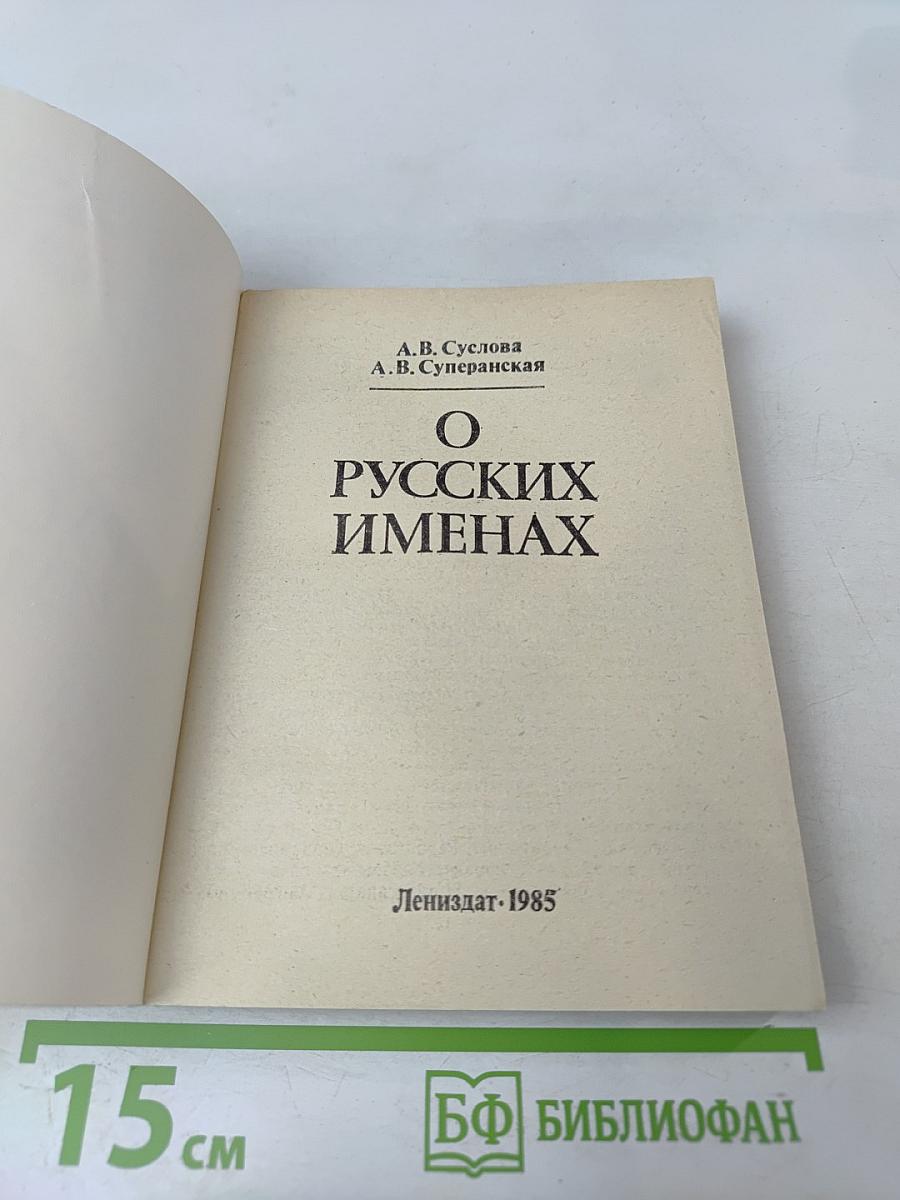 А. В. Суслова
А. В. Суперанская
О
РУССКИХ
ИМЕНАХ
Лениздат · 1985
15 см
БФ БИБЛИОФАН